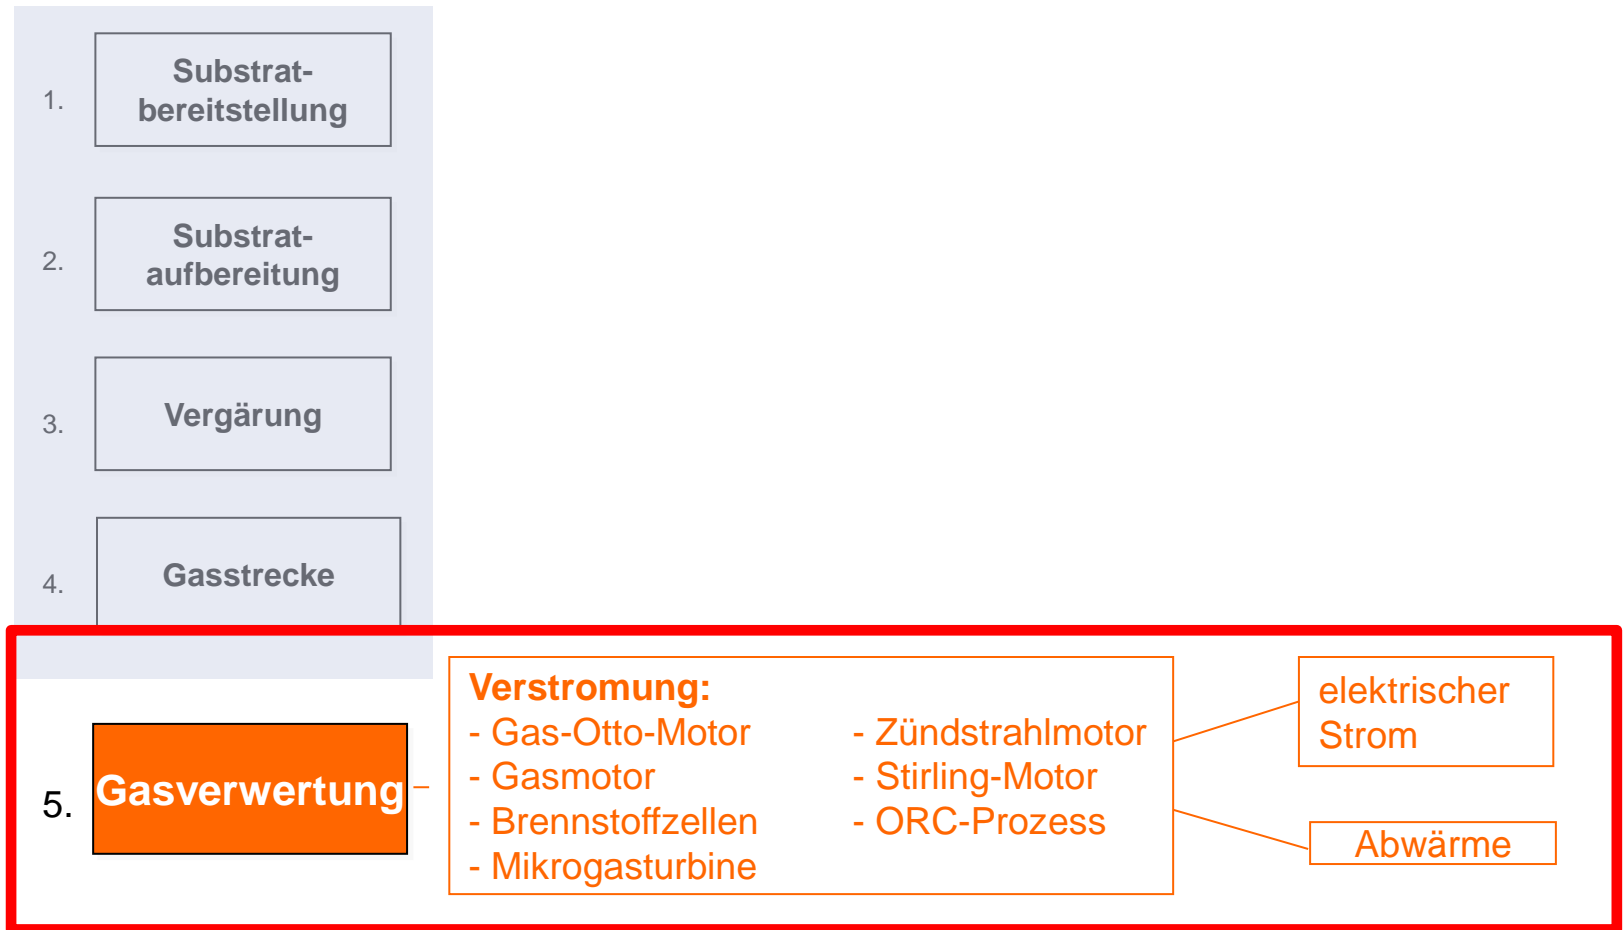 1.
Substrat-
bereitstellung
2.
Substrat-
aufbereitung
3.
Vergärung
4.
Gasstrecke
5.
Gasverwertung
Verstromung:
- Gas-Otto-Motor
- Gasmotor
- Brennstoffzellen
- Mikrogasturbine
- Zündstrahlmotor
- Stirling-Motor
- ORC-Prozess
elektrischer
Strom
Abwärme